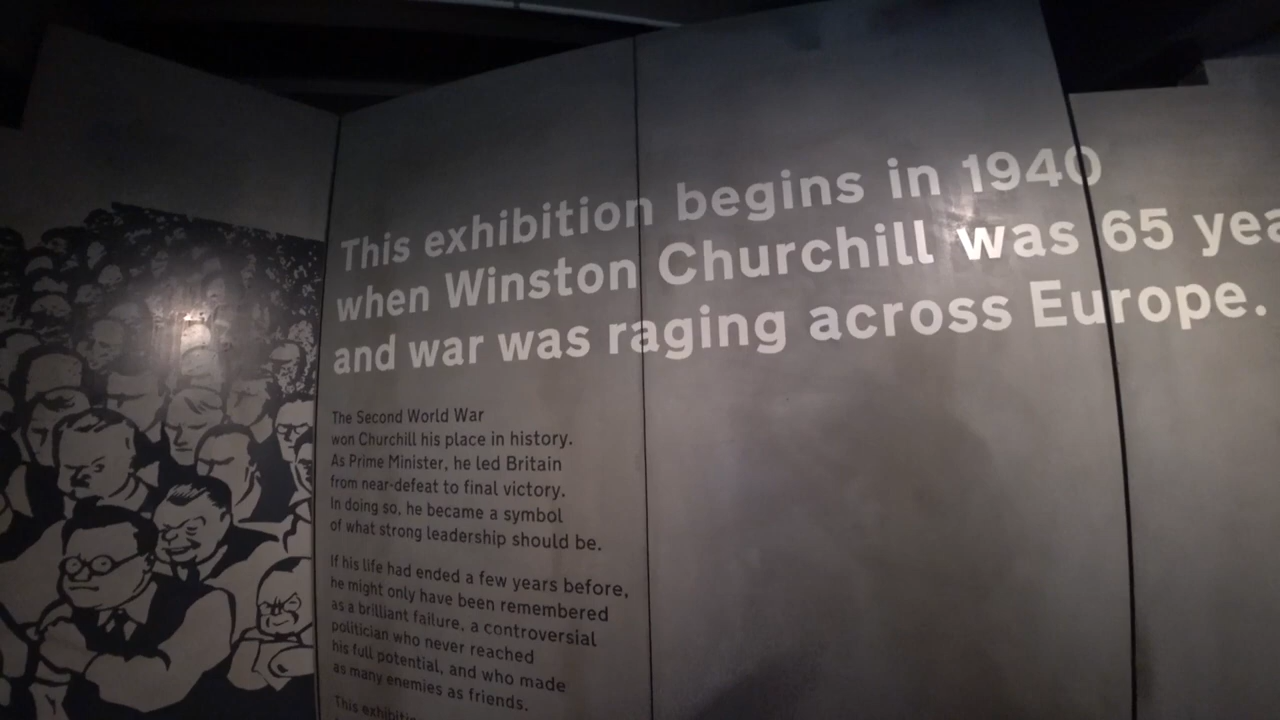 This exhibition begins in 1940
when Winston Churchill was 65
and war was raging across Europe.
The Second World War
won Churchill his place in history.
As Prime Minister, he led Britain
from near-defeat to final victory.
In doing so, he became a symbol
of what strong leadership should be.
If his life had ended a few years before,
he might only have been remembered
as a brilliant failure, a controversial
politician who never reached
his full potential, and who made
as many enemies as friends.
This